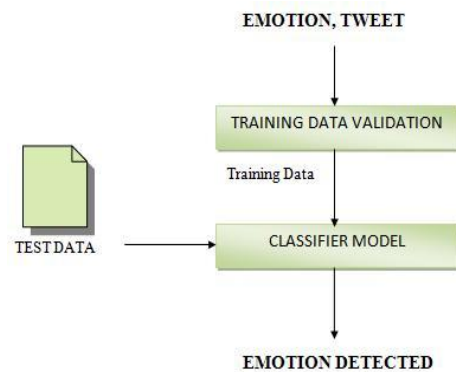 EMOTION, TWEET
TRAINING DATA VALIDATION
Training Data
TEST DATA
CLASSIFIER MODEL
EMOTION DETECTED